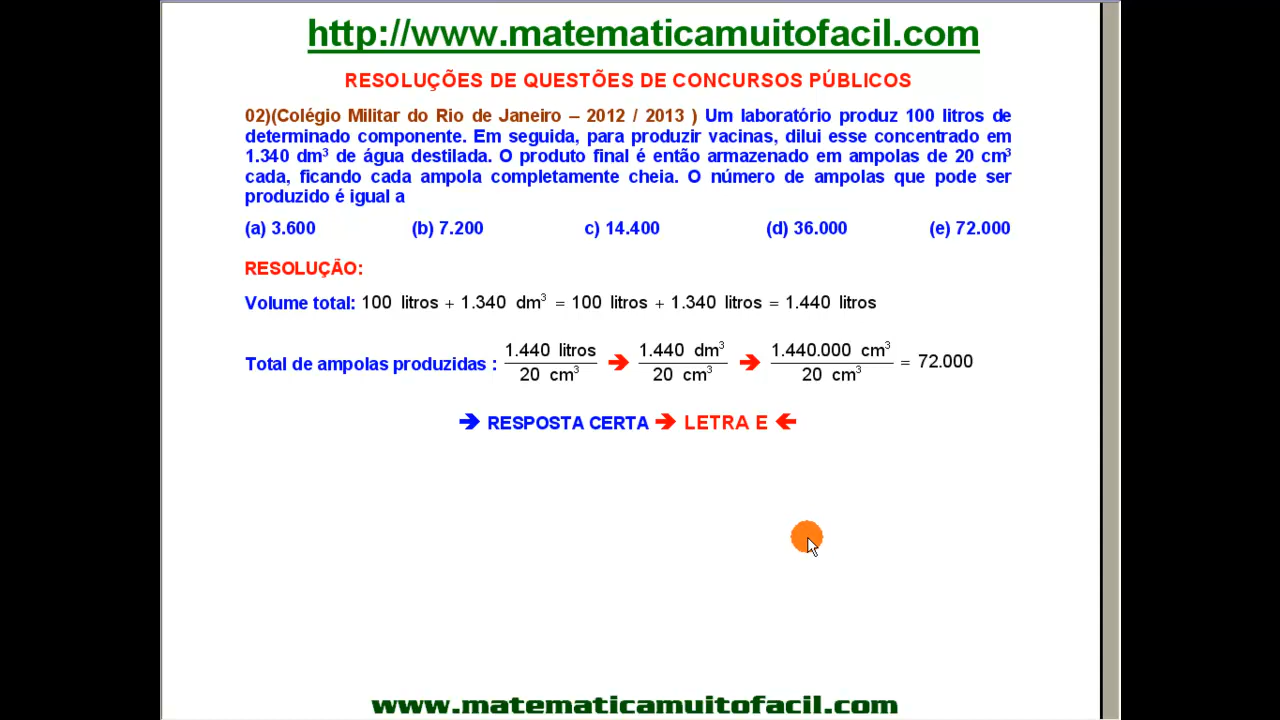 http://www.matematicamuitofacil.com
RESOLUÇÕES DE QUESTÕES DE CONCURSOS PÚBLICOS
02)(Colégio Militar do Rio de Janeiro – 2012 / 2013 ) Um laboratório produz 100 litros de
determinado componente. Em seguida, para produzir vacinas, dilui esse concentrado em
1.340 dm³ de água destilada. O produto final é então armazenado em ampolas de 20 cm³
cada, ficando cada ampola completamente cheia. O número de ampolas que pode ser
produzido é igual a
(a) 3.600 (b) 7.200 c) 14.400 (d) 36.000 (e) 72.000
RESOLUÇÃO:
Volume total: 100 litros + 1.340 dm³ = 100 litros + 1.340 litros = 1.440 litros
Total de ampolas produzidas : 1.440 litros / 20 cm³ ➔ 1.440 dm³ / 20 cm³ ➔ 1.440.000 cm³ / 20 cm³ = 72.000
➔ RESPOSTA CERTA ➔ LETRA E 🡸
www.matematicamuitofacil.com